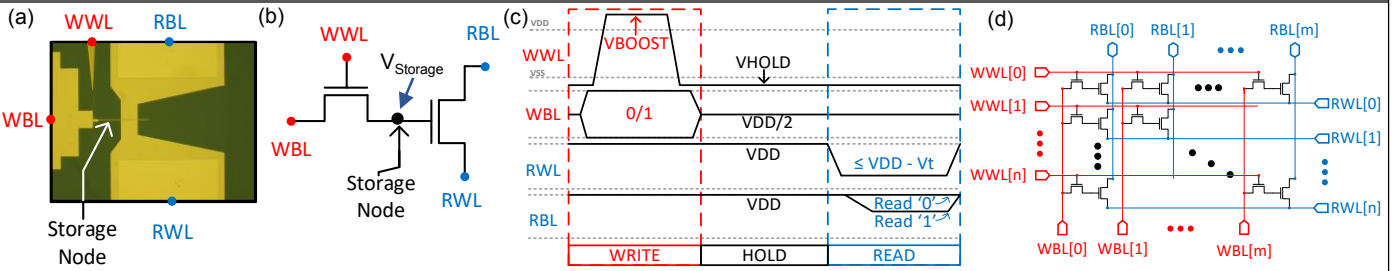 (a)
WWL
RBL
WBL
Storage
Node
RWL
(b)
WWL
RBL
VStorage
WBL
Storage
Node
RWL
(c)
VDD
WWL
VBOOST
VHOLD
VSS
WBL
0/1
VDD/2
RWL
VDD
≤ VDD - Vt
RBL
VDD
Read '0'
Read '1'
WRITE
HOLD
READ
(d)
RBL[0]
RBL[1]
RBL[m]
WWL[0]
RWL[0]
WWL[1]
RWL[1]
WWL[n]
RWL[n]
WBL[0]
WBL[1]
WBL[m]